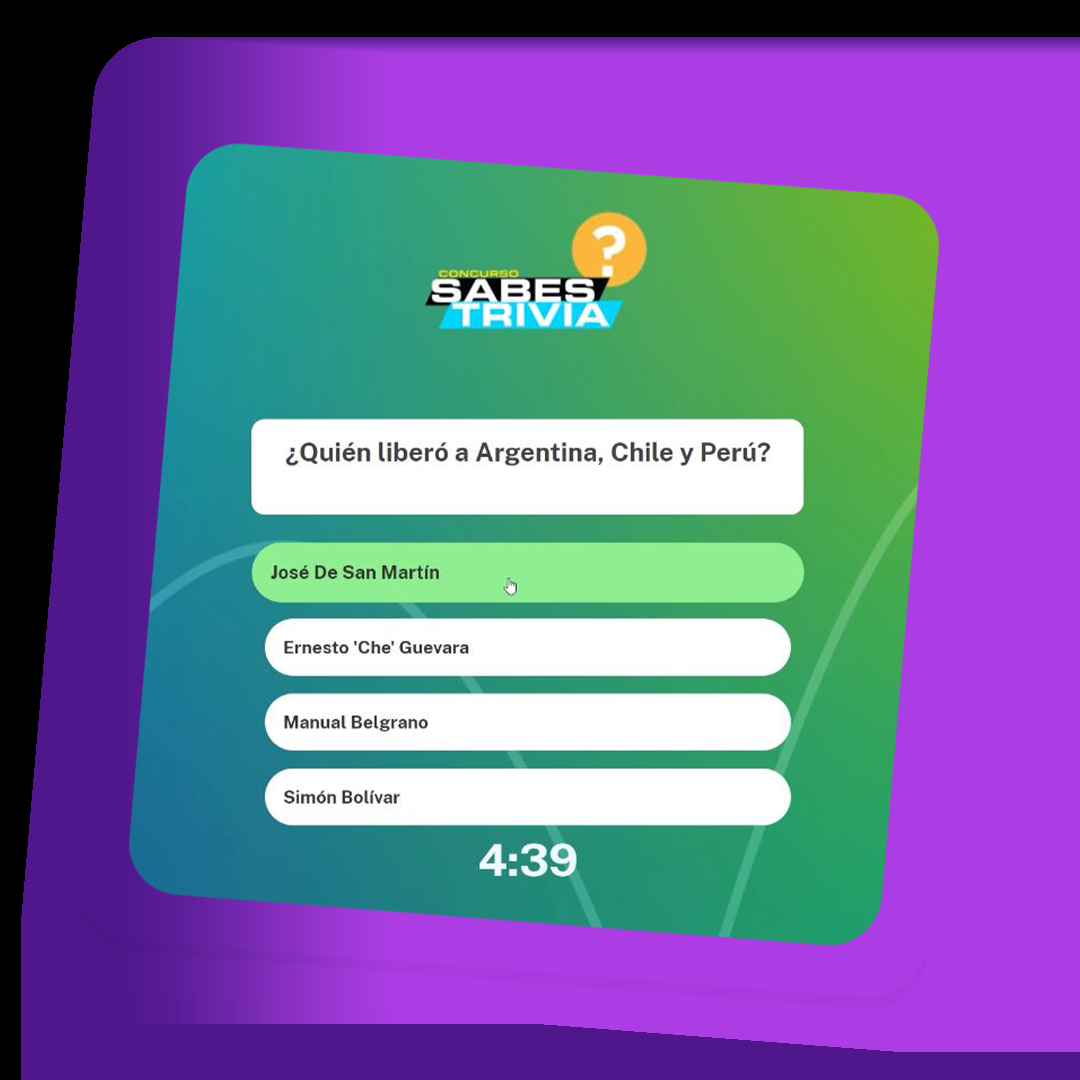 ?
CONCURSO
SABES
TRIVIA
¿Quién liberó a Argentina, Chile y Perú?
José De San Martín
Ernesto 'Che' Guevara
Manual Belgrano
Simón Bolívar
4:39